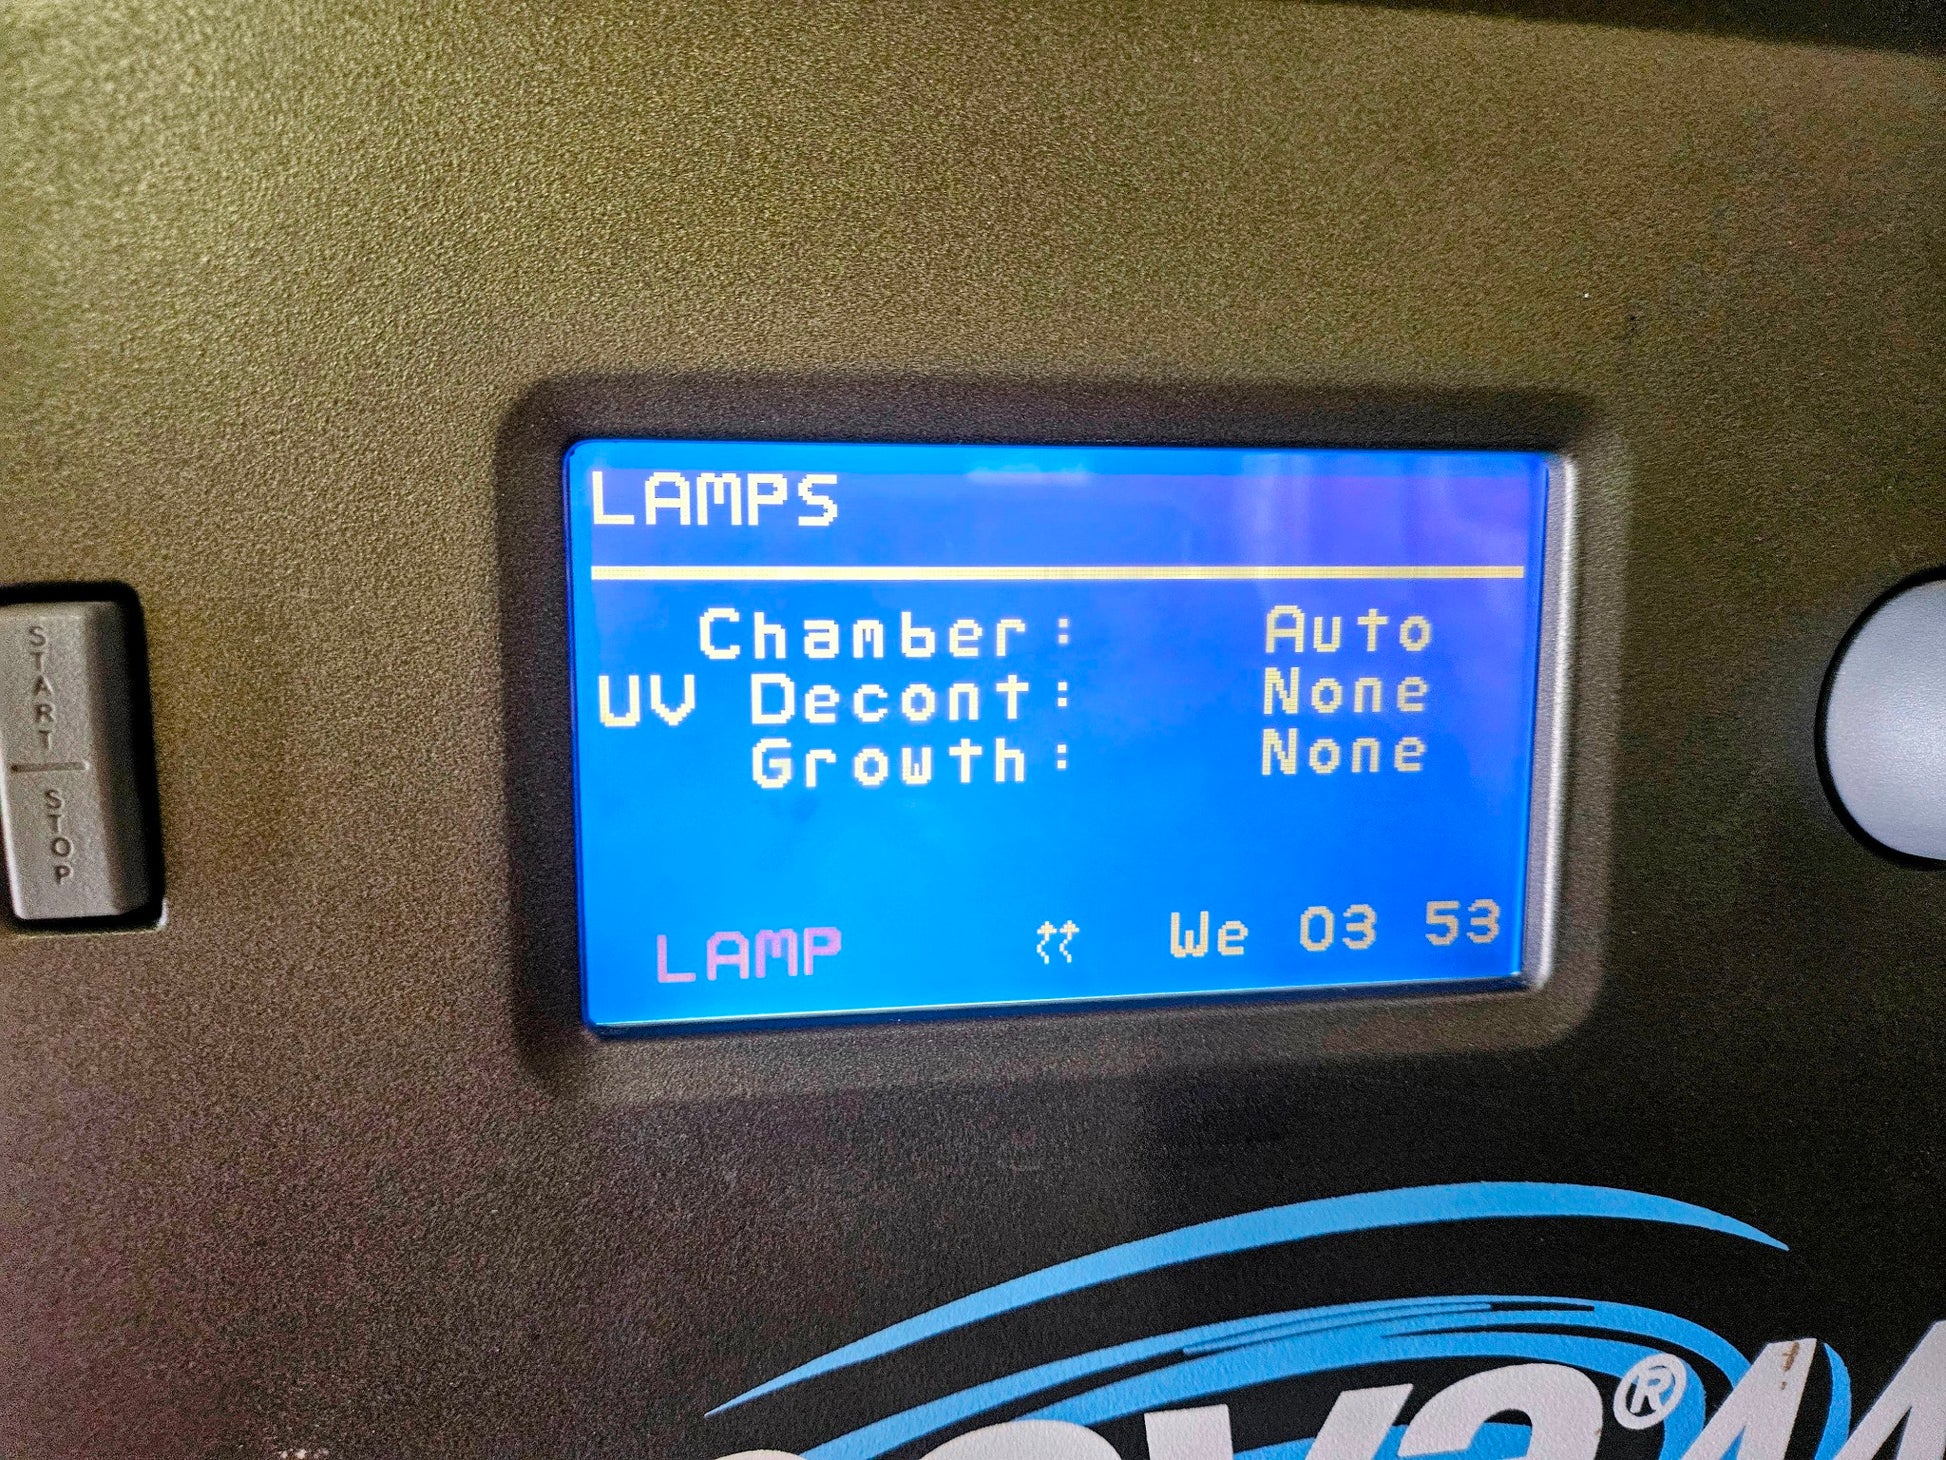 LAMPS
Chamber: Auto
UV Decont: None
Growth: None
LAMP We 03 53
START
STOP
®